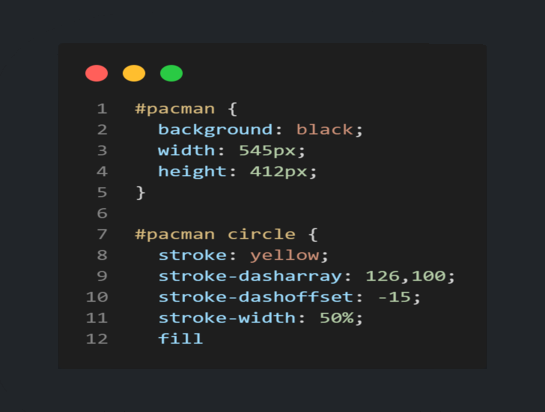 1 #pacman {
2 background: black;
3 width: 545px;
4 height: 412px;
5 }
6
7 #pacman circle {
8 stroke: yellow;
9 stroke-dasharray: 126,100;
10 stroke-dashoffset: -15;
11 stroke-width: 50%;
12 fill